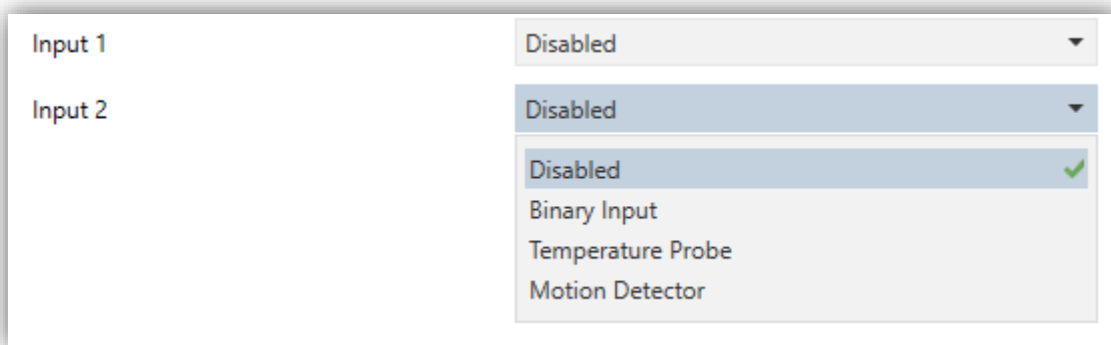 Input 1 Disabled
Input 2 Disabled
Disabled
Binary Input
Temperature Probe
Motion Detector